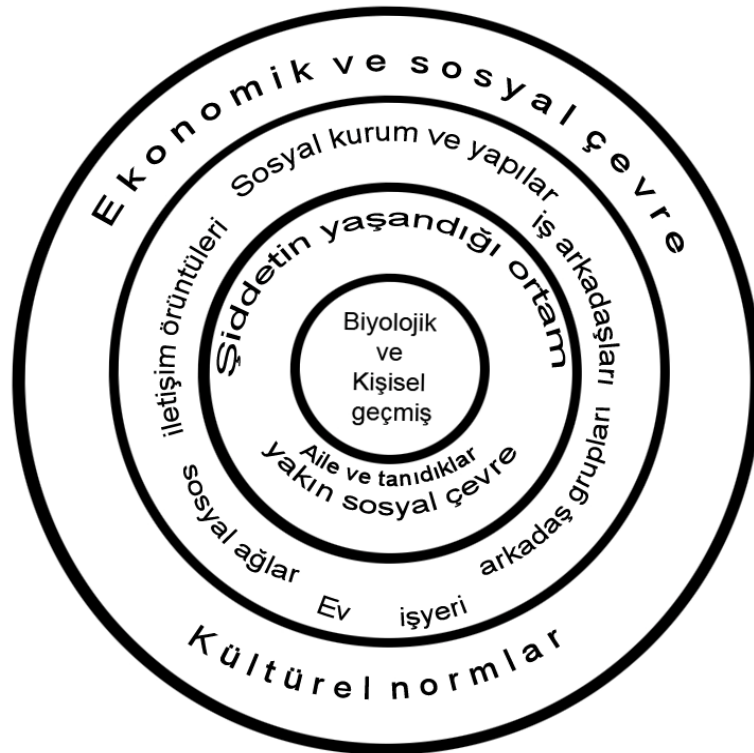 Ekonomik ve sosyal çevre
Sosyal kurum ve yapılar
iş arkadaşları
arkadaş grupları
işyeri
Ev
sosyal ağlar
iletişim örüntüleri
Şiddetin yaşandığı ortam
Biyolojik
ve
Kişisel
geçmiş
Aile ve tanıdıklar
yakın sosyal çevre
Kültürel normlar